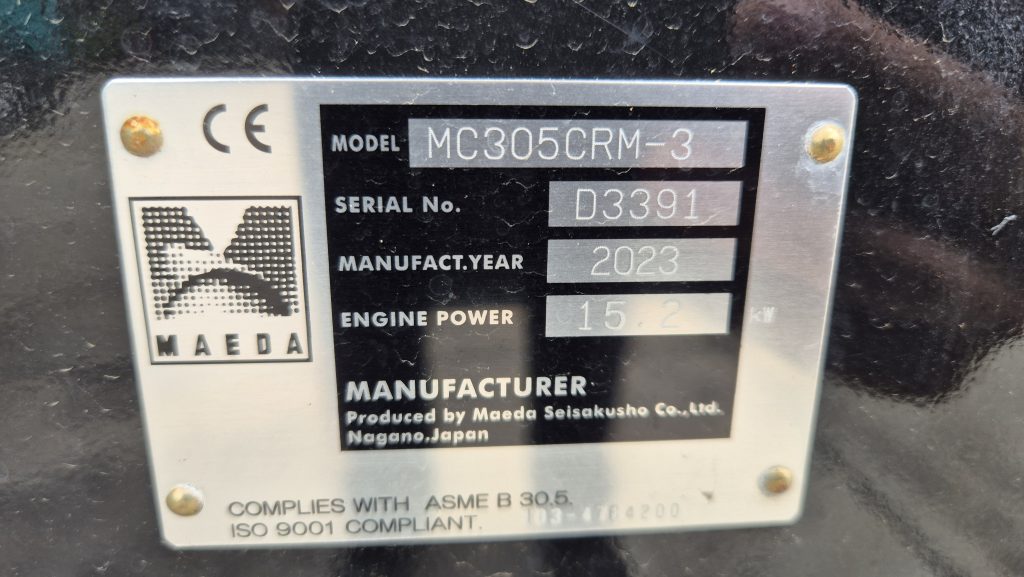 CE
MODEL MC305CRM-3
SERIAL No. D3391
MANUFACT.YEAR 2023
ENGINE POWER 15.2 kW
MAEDA
MANUFACTURER
Produced by Maeda Seisakusho Co.,Ltd.
Nagano.Japan
COMPLIES WITH ASME B 30.5.
ISO 9001 COMPLIANT.